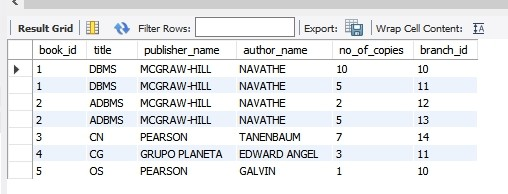 Result Grid Filter Rows: Export: Wrap Cell Content: IA
book_id title publisher_name author_name no_of_copies branch_id
1 DBMS MCGRAW-HILL NAVATHE 10 10
1 DBMS MCGRAW-HILL NAVATHE 5 11
2 ADBMS MCGRAW-HILL NAVATHE 2 12
2 ADBMS MCGRAW-HILL NAVATHE 5 13
3 CN PEARSON TANENBAUM 7 14
4 CG GRUPO PLANETA EDWARD ANGEL 3 11
5 OS PEARSON GALVIN 1 10